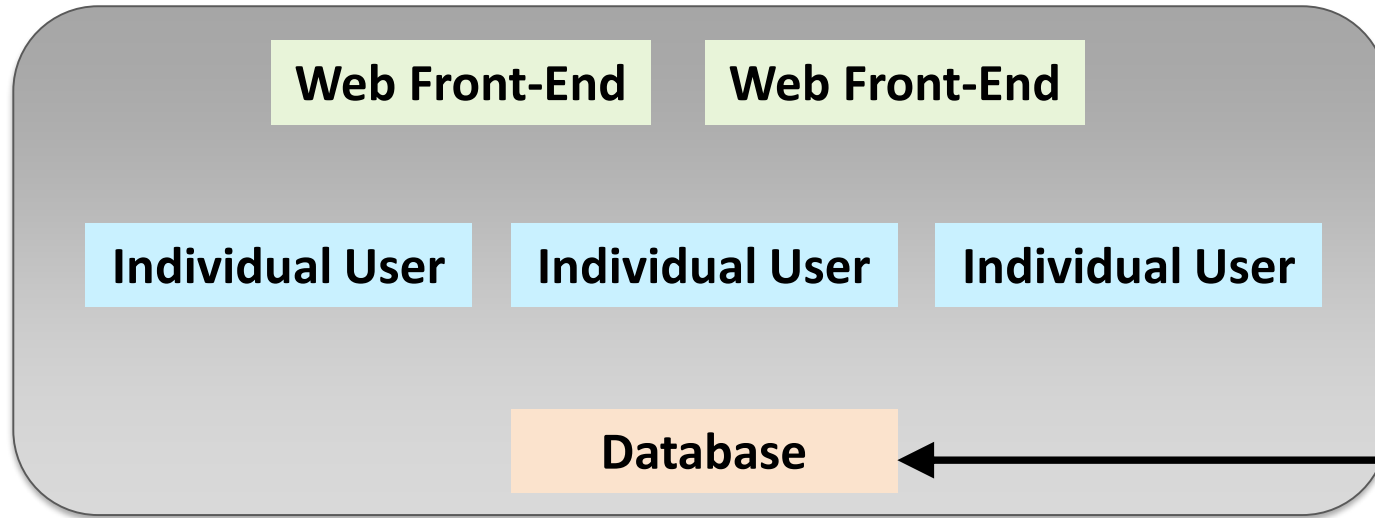 Web Front-End Web Front-End
Individual User Individual User Individual User
Database